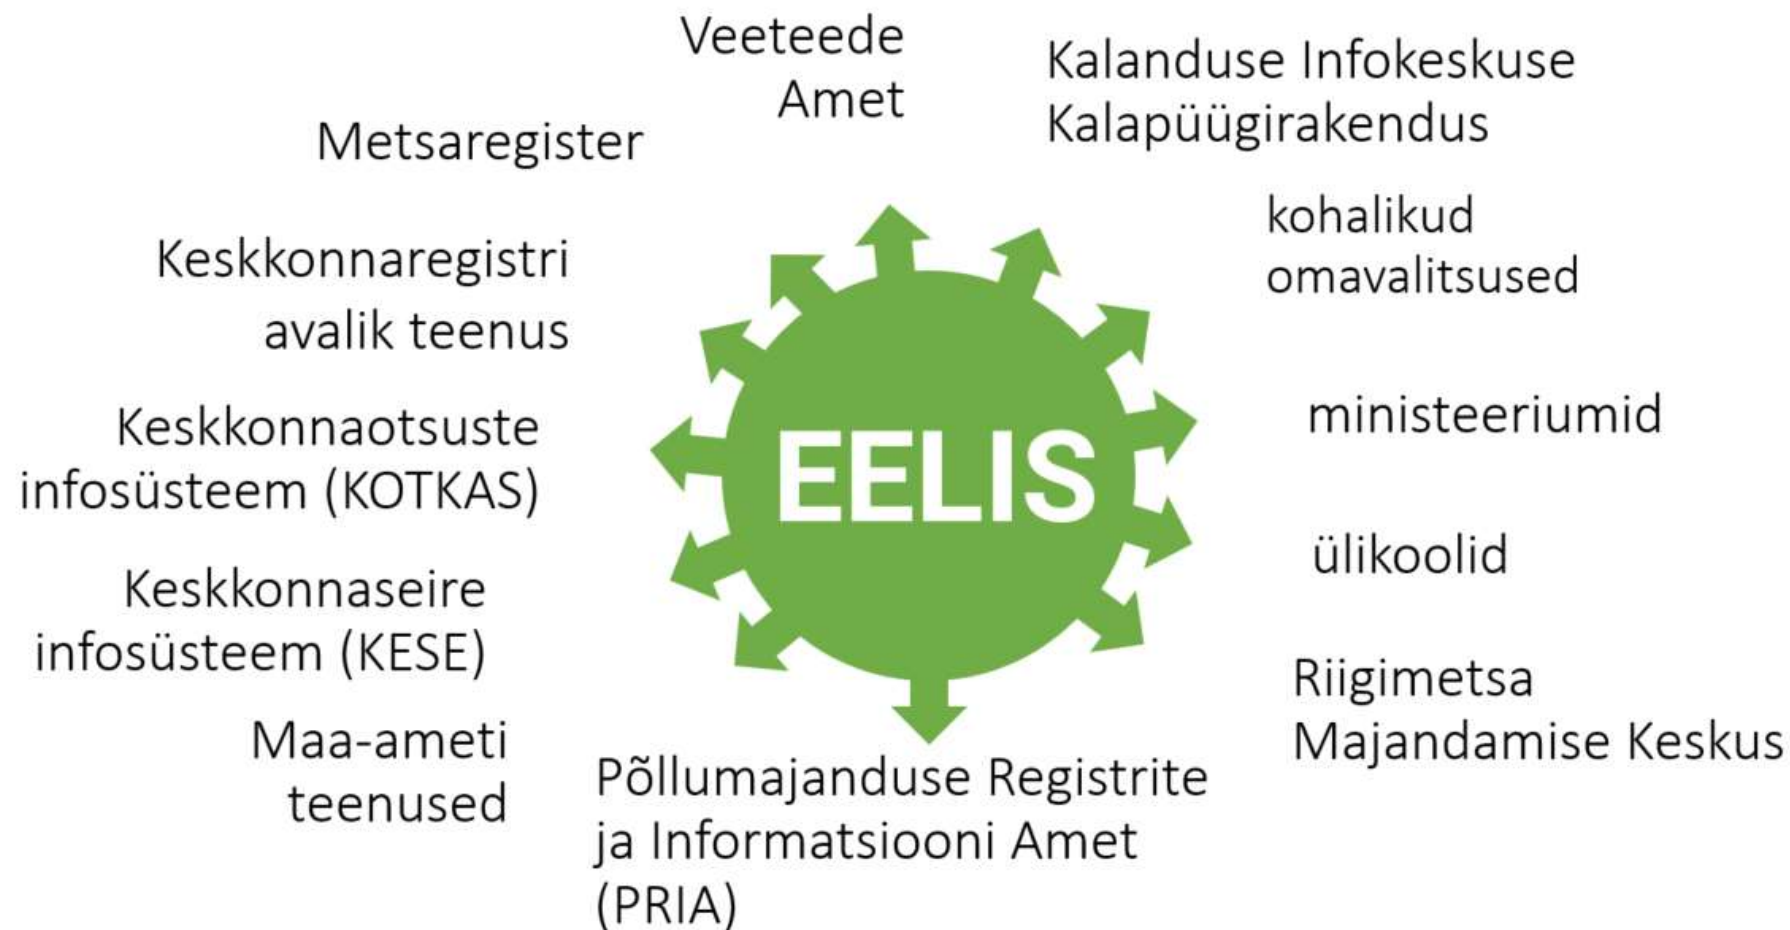 Veeteede
Amet
Kalanduse Infokeskuse
Kalapüügirakendus
Metsaregister
kohalikud
omavalitsused
Keskkonnaregistri
avalik teenus
ministeeriumid
Keskkonnaotsuste
infosüsteem (KOTKAS)
EELIS
ülikoolid
Keskkonnaseire
infosüsteem (KESE)
Riigimetsa
Majandamise Keskus
Maa-ameti
teenused
Põllumajanduse Registrite
ja Informatsiooni Amet
(PRIA)